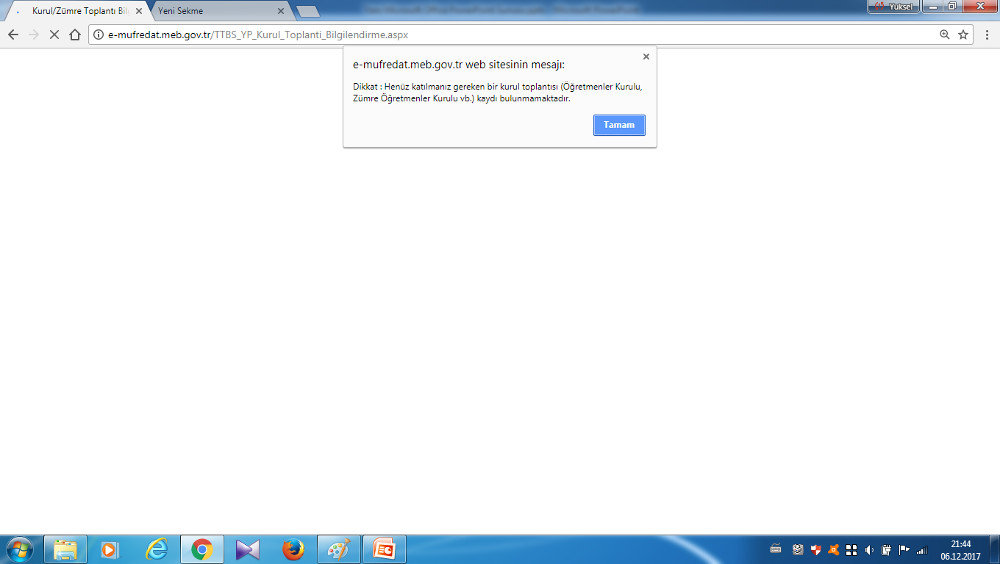 Kurul/Zümre Toplantı Bil
Yeni Sekme
Yüksel
e-mufredat.meb.gov.tr/TTBS_YP_Kurul_Toplanti_Bilgilendirme.aspx
e-mufredat.meb.gov.tr web sitesinin mesajı:
Dikkat : Henüz katılmanız gereken bir kurul toplantısı (Öğretmenler Kurulu,
Zümre Öğretmenler Kurulu vb.) kaydı bulunmamaktadır.
Tamam
21:44
06.12.2017